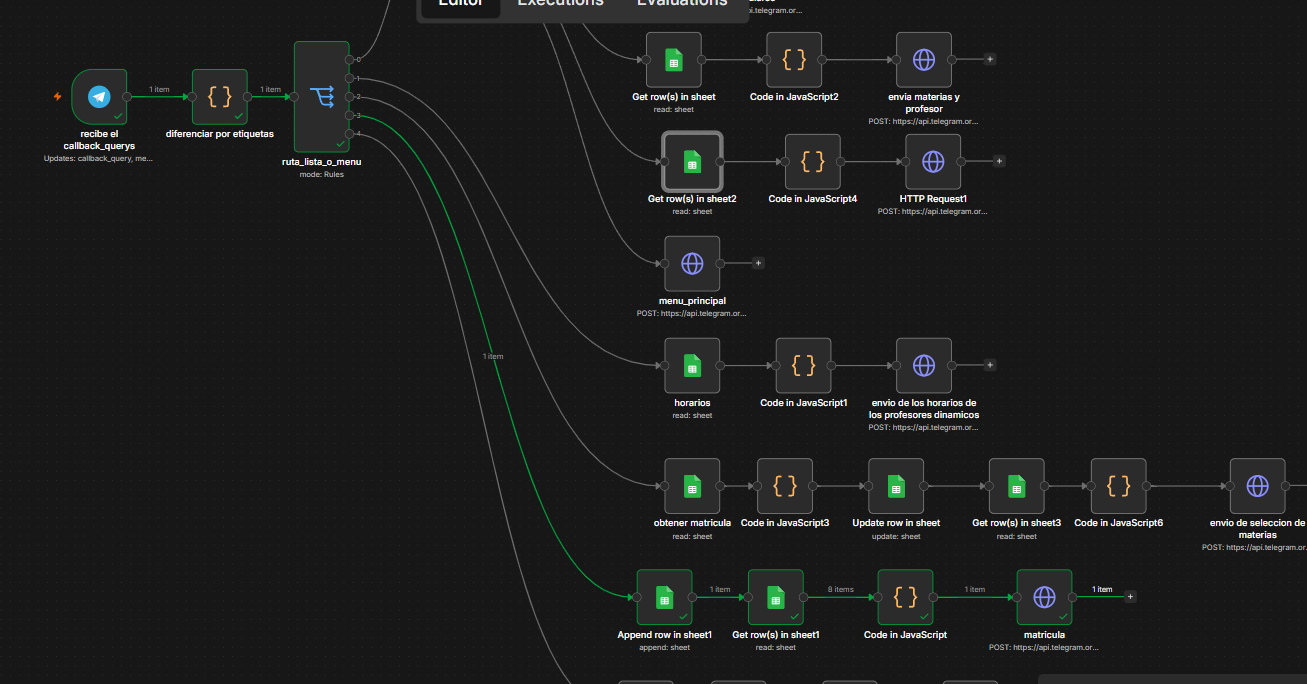 Editor Executions Evaluations
api.telegram.or...
1 item
1 item
recibe el
callback_querys
Updates: callback_query, me...
diferenciar por etiquetas
0
1
2
3
4
ruta_lista_o_menu
mode: Rules
Get row(s) in sheet
read: sheet
Code in JavaScript2
envia materias y
profesor
POST: https://api.telegram.or...
Get row(s) in sheet2
read: sheet
Code in JavaScript4
HTTP Request1
POST: https://api.telegram.or...
menu_principal
POST: https://api.telegram.or...
1 item
horarios
read: sheet
Code in JavaScript1
envio de los horarios de
los profesores dinamicos
POST: https://api.telegram.or...
obtener matricula
read: sheet
Code in JavaScript3
Update row in sheet
update: sheet
Get row(s) in sheet3
read: sheet
Code in JavaScript6
envio de seleccion de
materias
POST: https://api.telegram.or
1 item
8 items
1 item
1 item
Append row in sheet1
append: sheet
Get row(s) in sheet1
read: sheet
Code in JavaScript
matricula
POST: https://api.telegram.or...